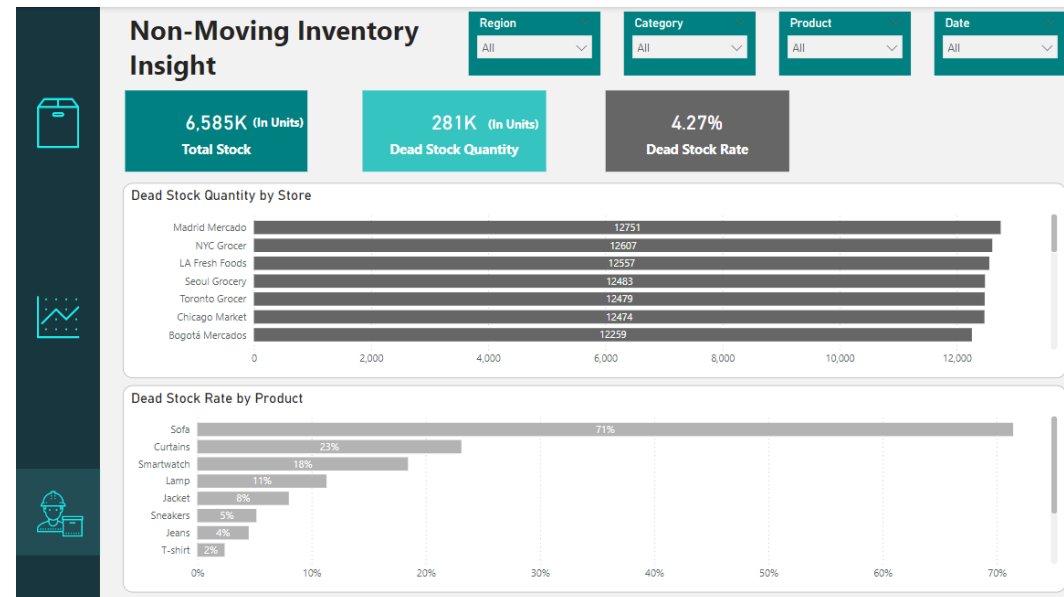 Non-Moving Inventory
Insight
Region
All
Category
All
Product
All
Date
All
6,585K (In Units)
Total Stock
281K (In Units)
Dead Stock Quantity
4.27%
Dead Stock Rate
Dead Stock Quantity by Store
Madrid Mercado 12751
NYC Grocer 12607
LA Fresh Foods 12557
Seoul Grocery 12483
Toronto Grocer 12479
Chicago Market 12474
Bogotá Mercados 12259
0 2,000 4,000 6,000 8,000 10,000 12,000
Dead Stock Rate by Product
Sofa 71%
Curtains 23%
Smartwatch 18%
Lamp 11%
Jacket 8%
Sneakers 5%
Jeans 4%
T-shirt 2%
0% 10% 20% 30% 40% 50% 60% 70%